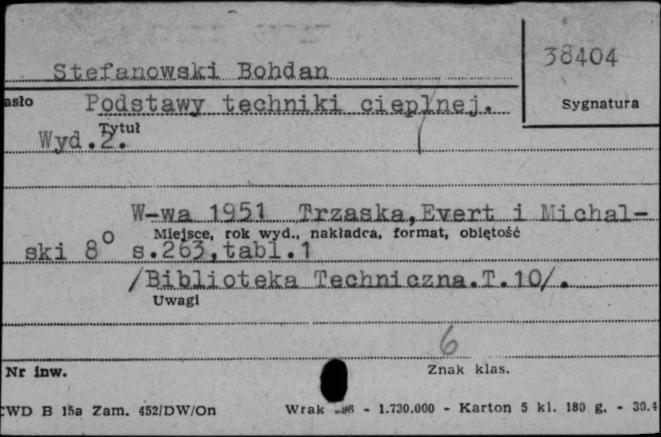 38404
Stefanowski Bohdan
asło Podstawy techniki cieplnej. Sygnatura
Tytuł
Wyd.2.
W-wa 1951 Trzaska,Evert i Michal-
Miejsce, rok wyd., nakładca, format, objętość
ski 8° s.263,tabl.1
/Biblioteka Techniczna.T.10/.
Uwagi
6
Nr inw. Znak klas.
CWD B 15a Zam. 452/DW/On Wrak - 1.730.000 - Karton 5 kl. 180 g. - 30.4